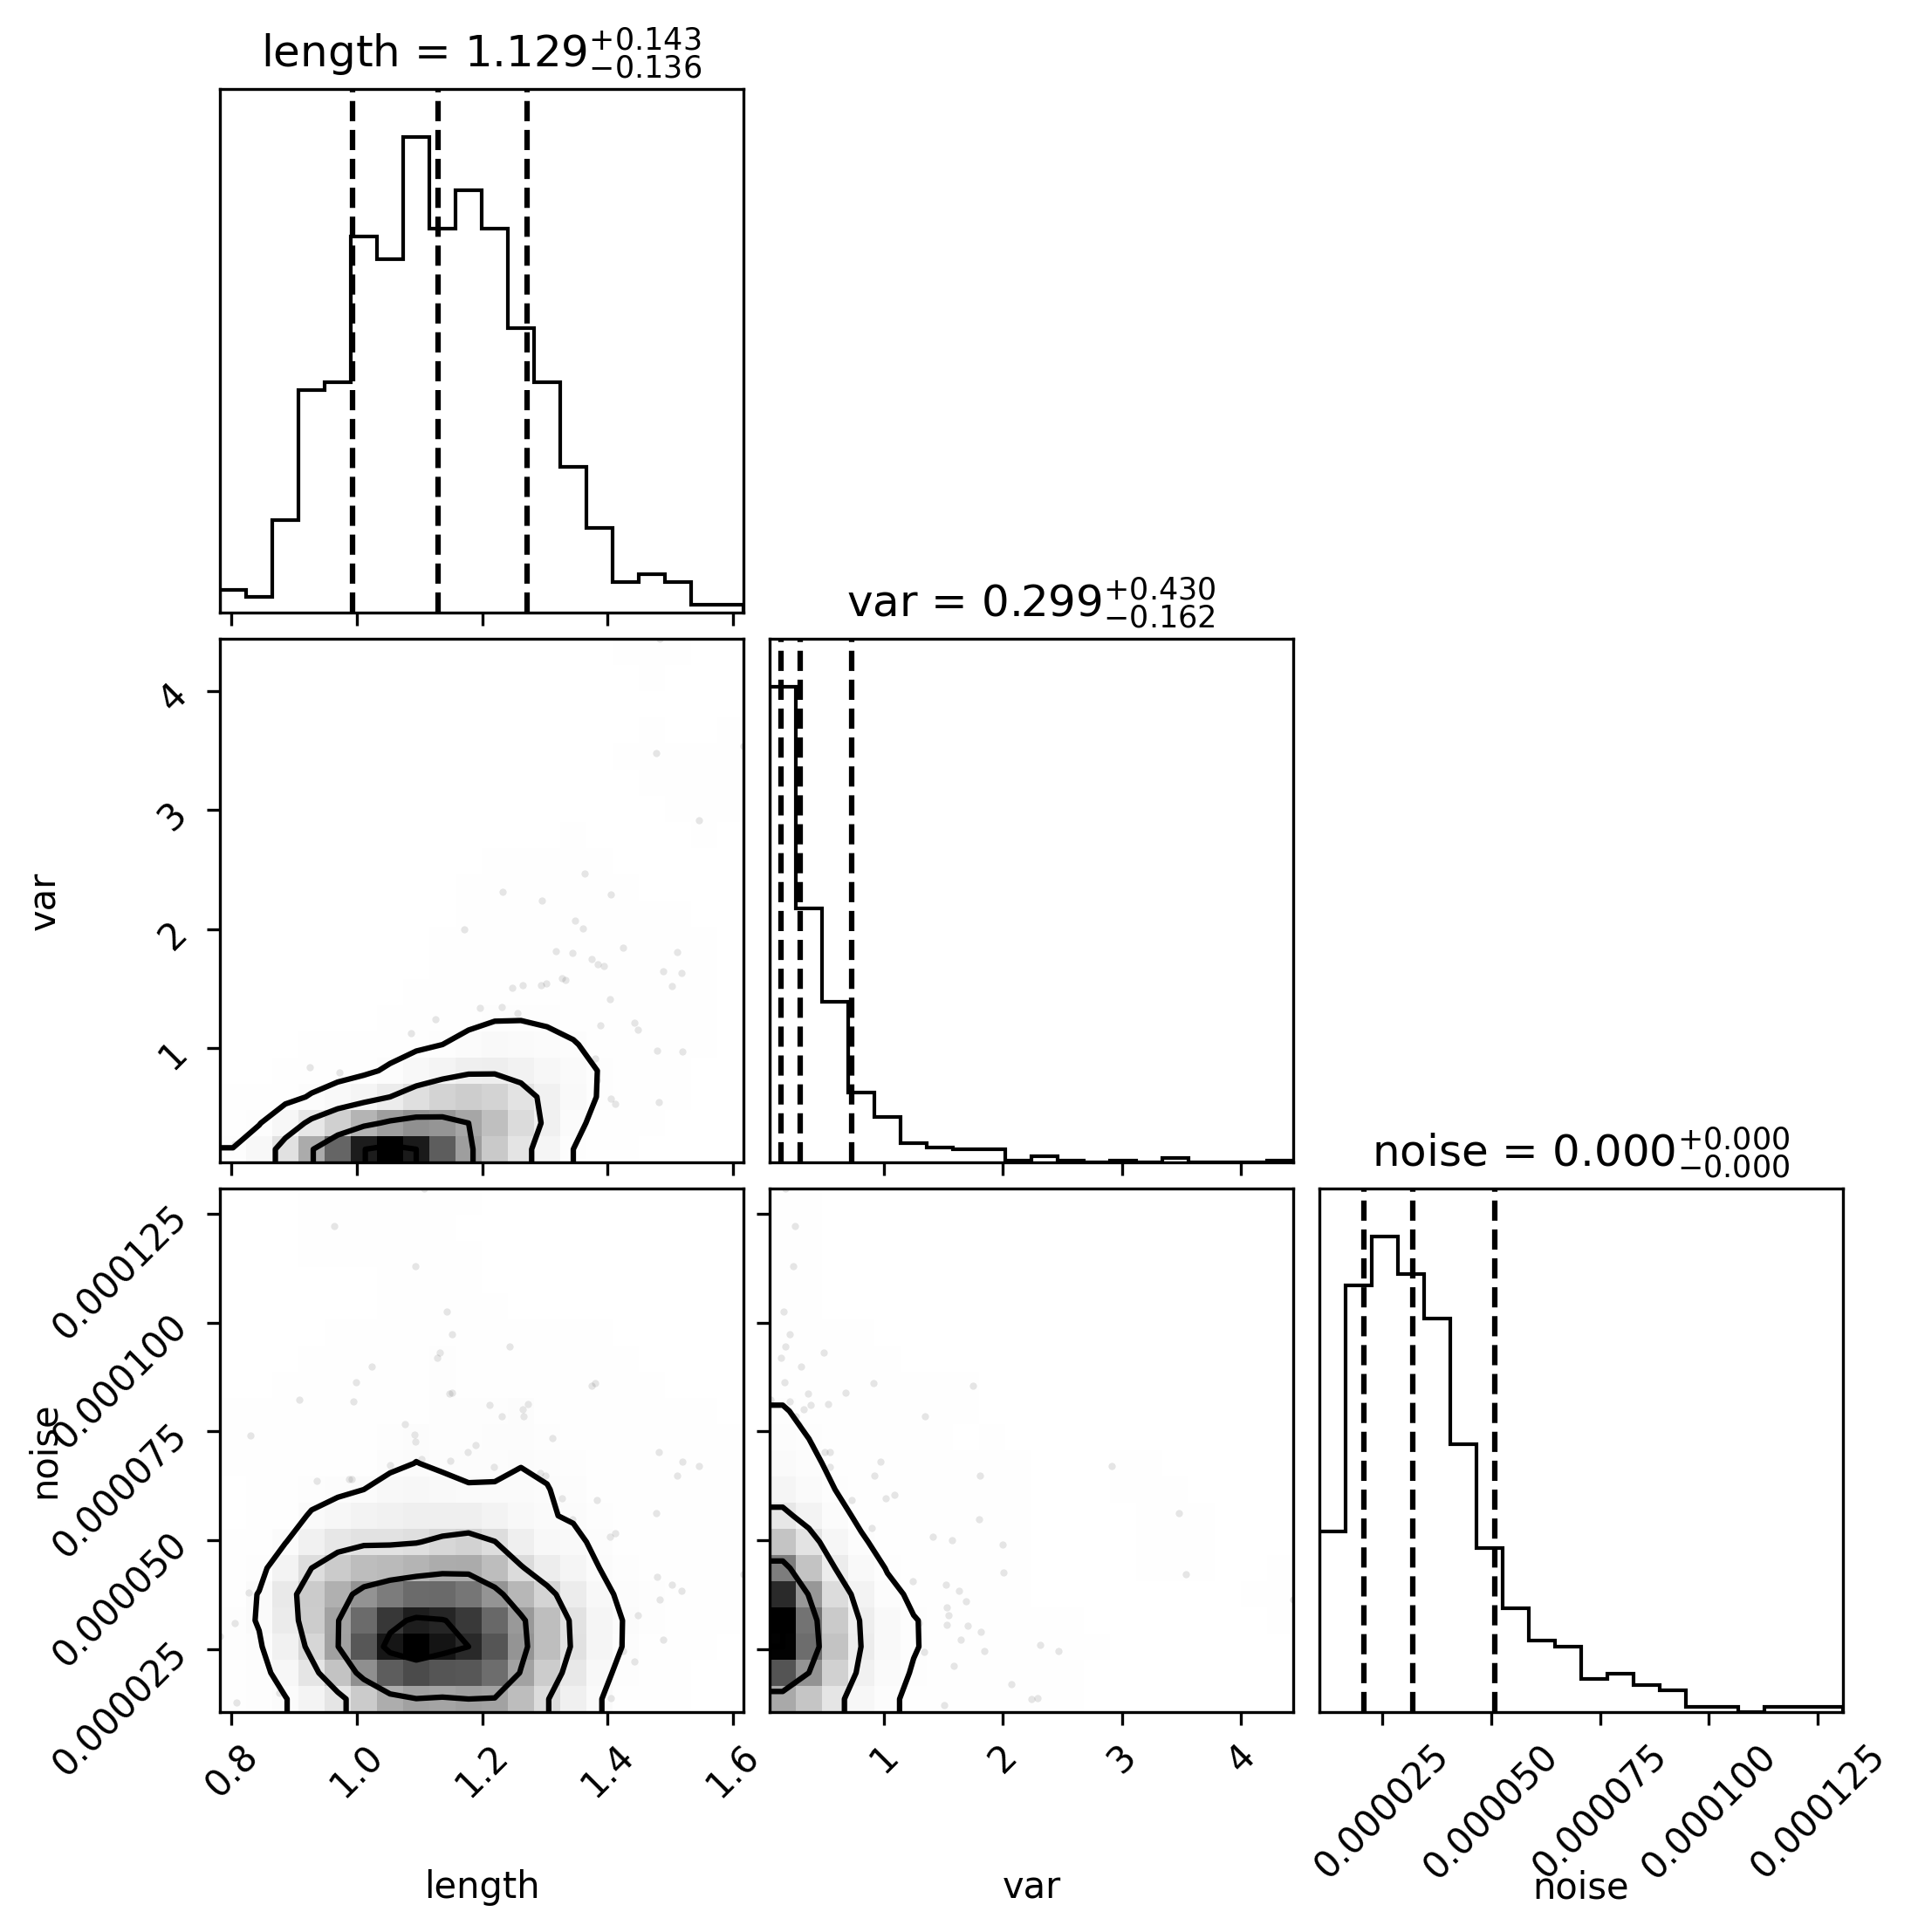 length = 1.129+0.143−0.136
var = 0.299+0.430−0.162
4
3
2
1
var
noise = 0.000+0.000−0.000
0.000125
0.000100
0.000075
0.000050
0.000025
noise
0.8 1.0 1.2 1.4 1.6
1 2 3 4
0.000025 0.000050 0.000075 0.000100 0.000125
length
var
noise